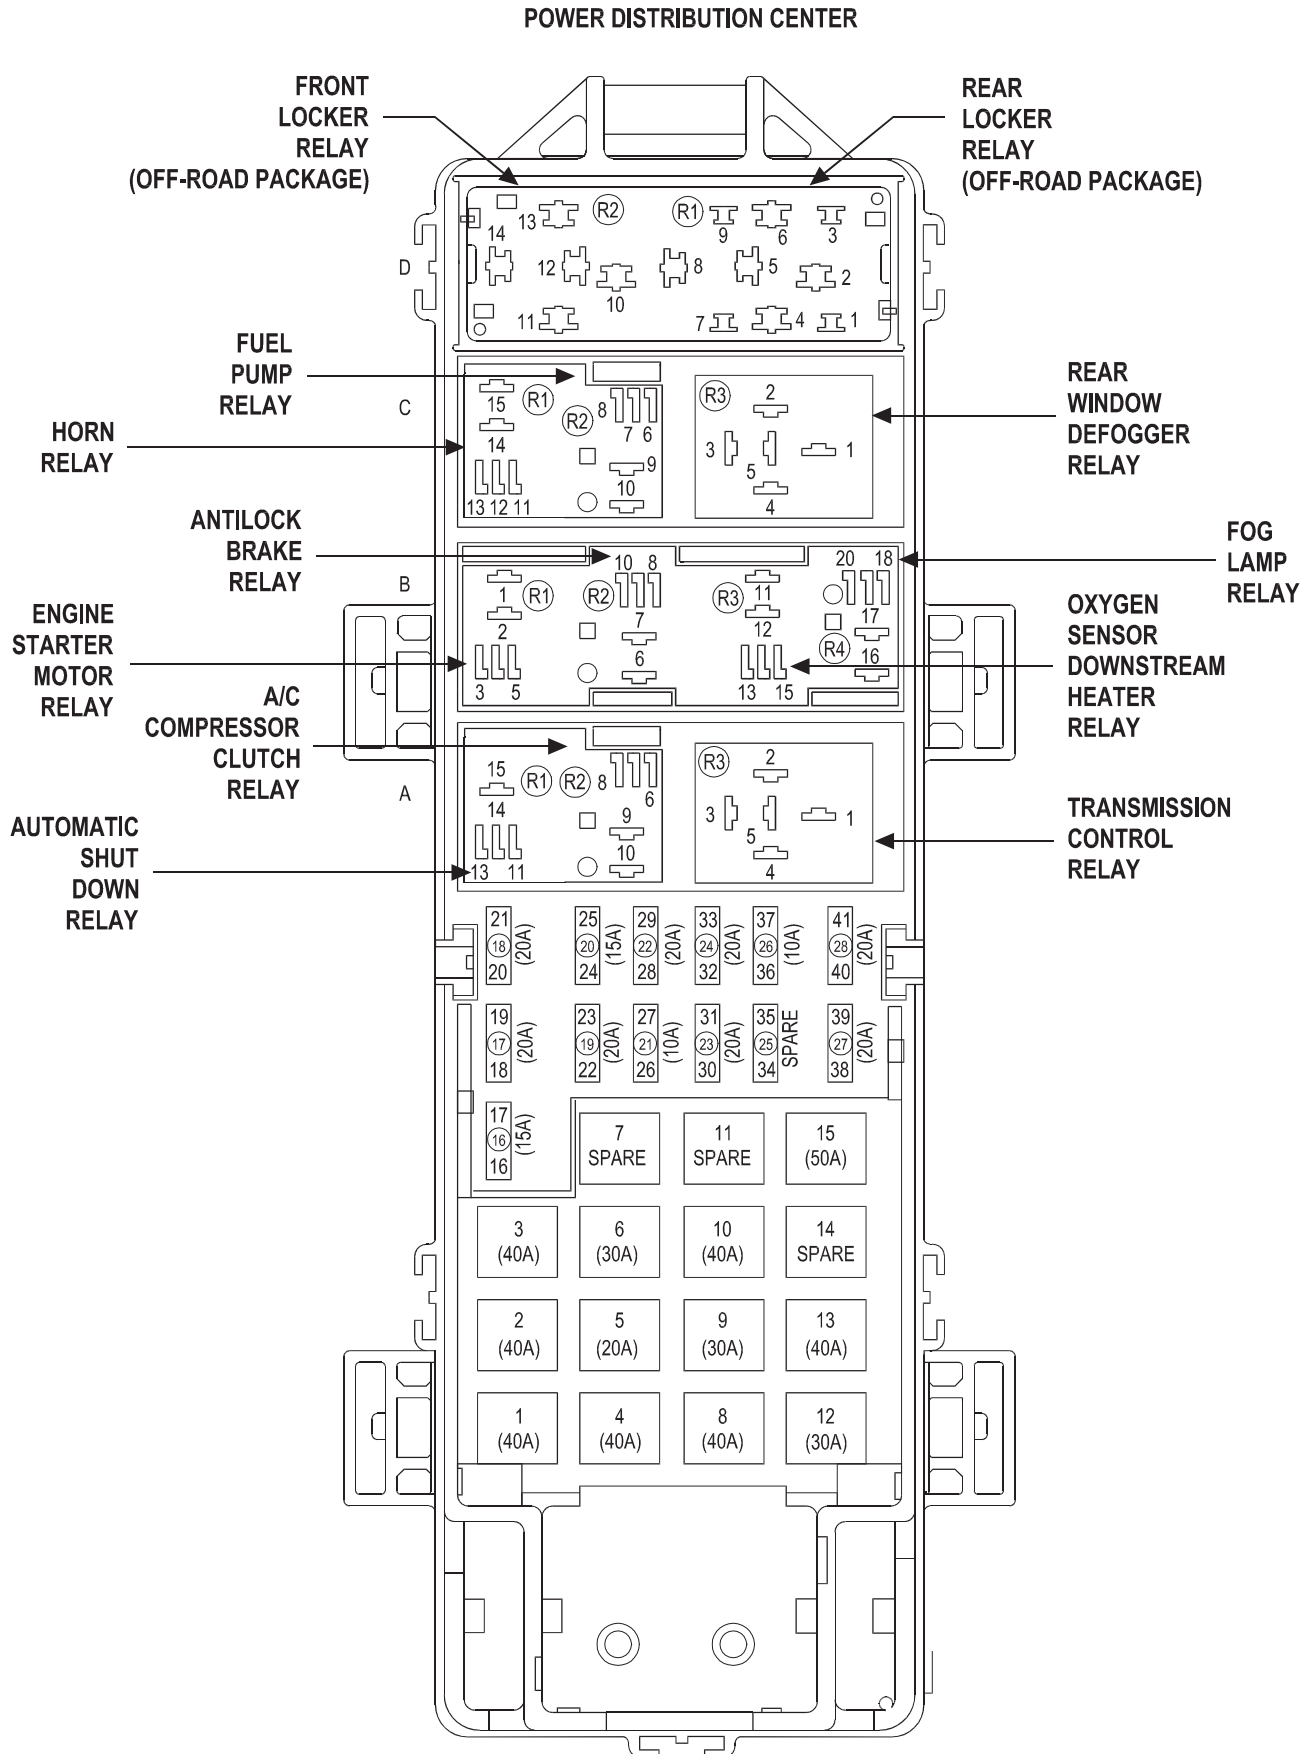 POWER DISTRIBUTION CENTER
FRONT
LOCKER
RELAY
(OFF-ROAD PACKAGE)
REAR
LOCKER
RELAY
(OFF-ROAD PACKAGE)
13 R2 R1 9 6 3
14
D 12 10 8 5 2
11 7 4 1
FUEL
PUMP
RELAY
HORN
RELAY
C
15 R1 R2 8 7 6
14 9
13 12 11 10
R3 2
3 5 1
4
REAR
WINDOW
DEFOGGER
RELAY
ANTILOCK
BRAKE
RELAY
ENGINE
STARTER
MOTOR
RELAY
FOG
LAMP
RELAY
OXYGEN
SENSOR
DOWNSTREAM
HEATER
RELAY
B
10 8 20 18
1 R1 R2 R3 11
2 7 12 17
6 R4 16
3 5 13 15
A/C
COMPRESSOR
CLUTCH
RELAY
AUTOMATIC
SHUT
DOWN
RELAY
A
15 R1 R2 8 6
14 9
13 11 10
R3 2
3 5 1
4
TRANSMISSION
CONTROL
RELAY
21 18 20 (20A)
25 20 24 (15A)
29 22 28 (20A)
33 24 32 (20A)
37 26 36 (10A)
41 28 40 (20A)
19 17 18 (20A)
23 19 22 (20A)
27 21 26 (10A)
31 23 30 (20A)
35 25 34 SPARE
39 27 38 (20A)
17 16 16 (15A)
7 11 15
SPARE SPARE (50A)
3 6 10 14
(40A) (30A) (40A) SPARE
2 5 9 13
(40A) (20A) (30A) (40A)
1 4 8 12
(40A) (40A) (40A) (30A)